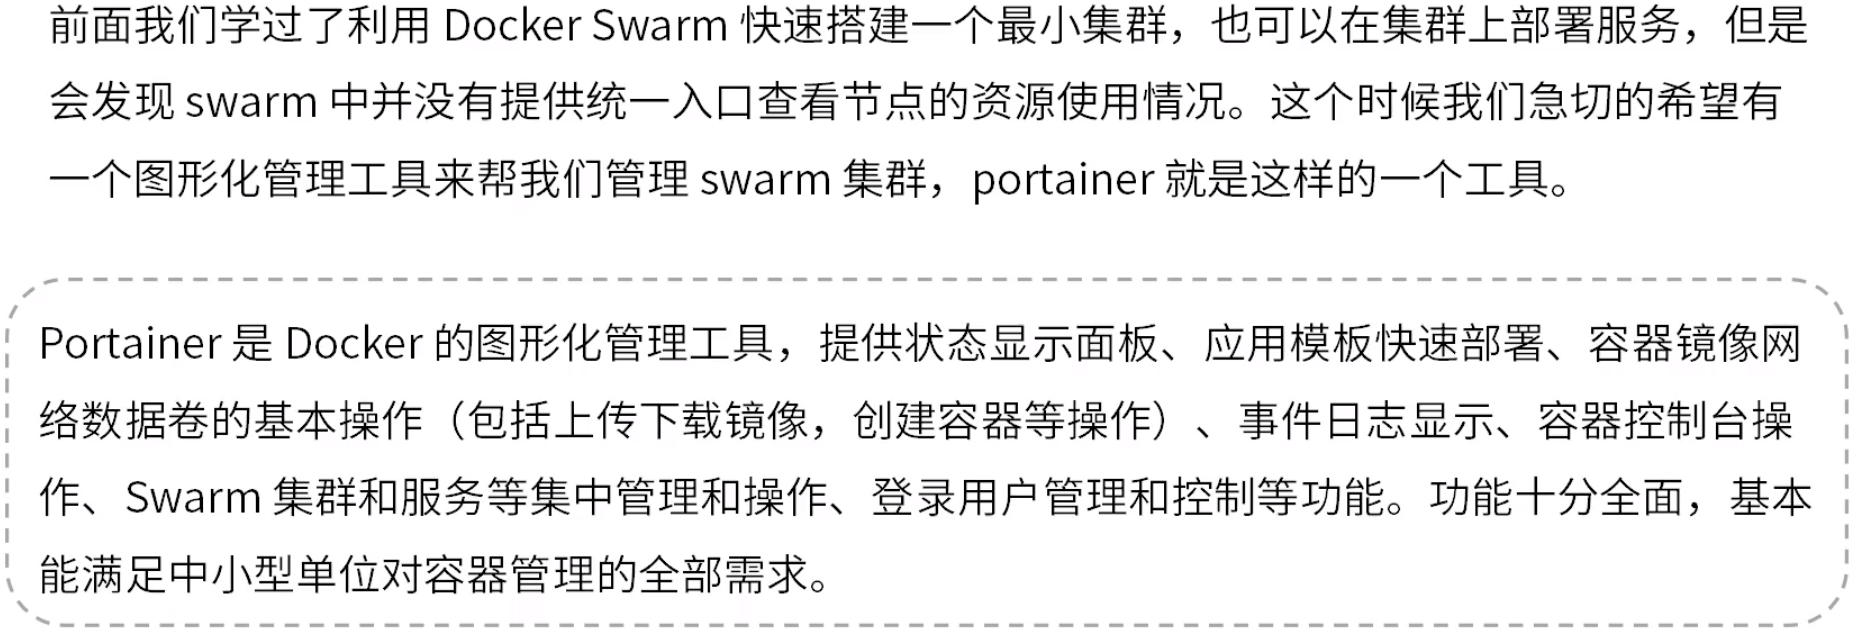 前面我们学过了利用 Docker Swarm 快速搭建一个最小集群，也可以在集群上部署服务，但是
会发现 swarm 中并没有提供统一入口查看节点的资源使用情况。这个时候我们急切的希望有
一个图形化管理工具来帮我们管理 swarm 集群，portainer 就是这样的一个工具。
Portainer 是 Docker 的图形化管理工具，提供状态显示面板、应用模板快速部署、容器镜像网
络数据卷的基本操作（包括上传下载镜像，创建容器等操作）、事件日志显示、容器控制台操
作、Swarm 集群和服务等集中管理和操作、登录用户管理和控制等功能。功能十分全面，基本
能满足中小型单位对容器管理的全部需求。